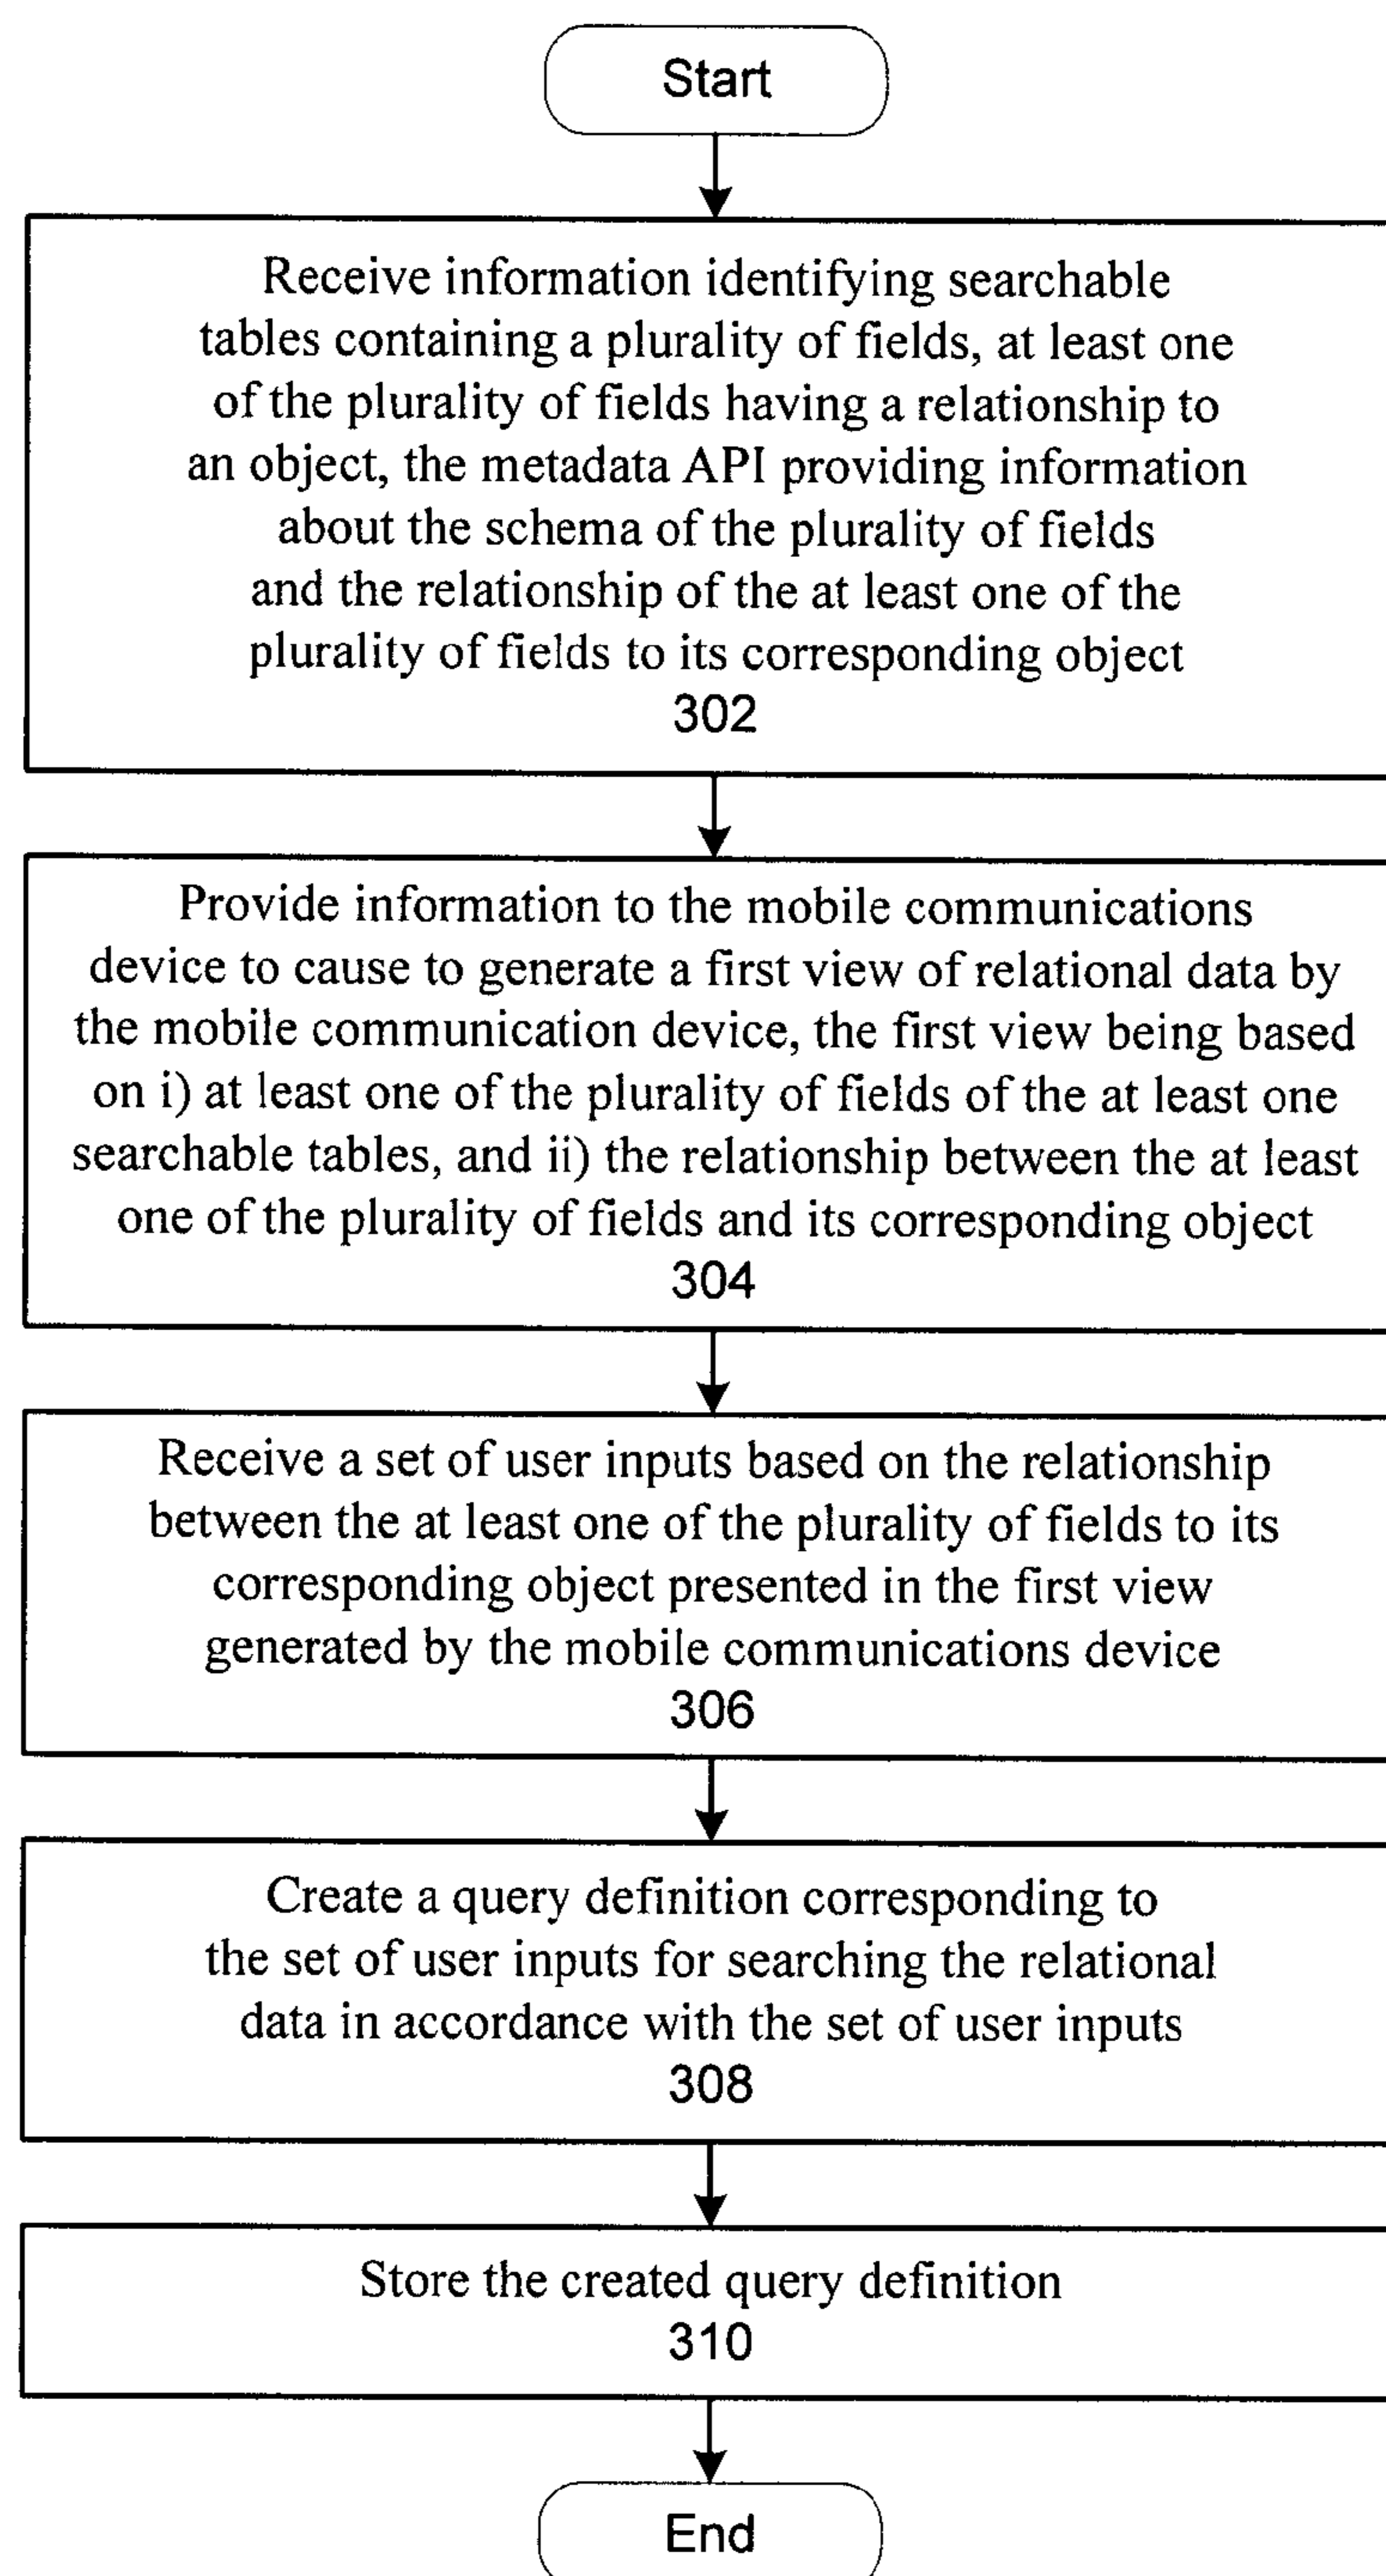 Start
Receive information identifying searchable
tables containing a plurality of fields, at least one
of the plurality of fields having a relationship to
an object, the metadata API providing information
about the schema of the plurality of fields
and the relationship of the at least one of the
plurality of fields to its corresponding object
302
Provide information to the mobile communications
device to cause to generate a first view of relational data by
the mobile communication device, the first view being based
on i) at least one of the plurality of fields of the at least one
searchable tables, and ii) the relationship between the at least
one of the plurality of fields and its corresponding object
304
Receive a set of user inputs based on the relationship
between the at least one of the plurality of fields to its
corresponding object presented in the first view
generated by the mobile communications device
306
Create a query definition corresponding to
the set of user inputs for searching the relational
data in accordance with the set of user inputs
308
Store the created query definition
310
End